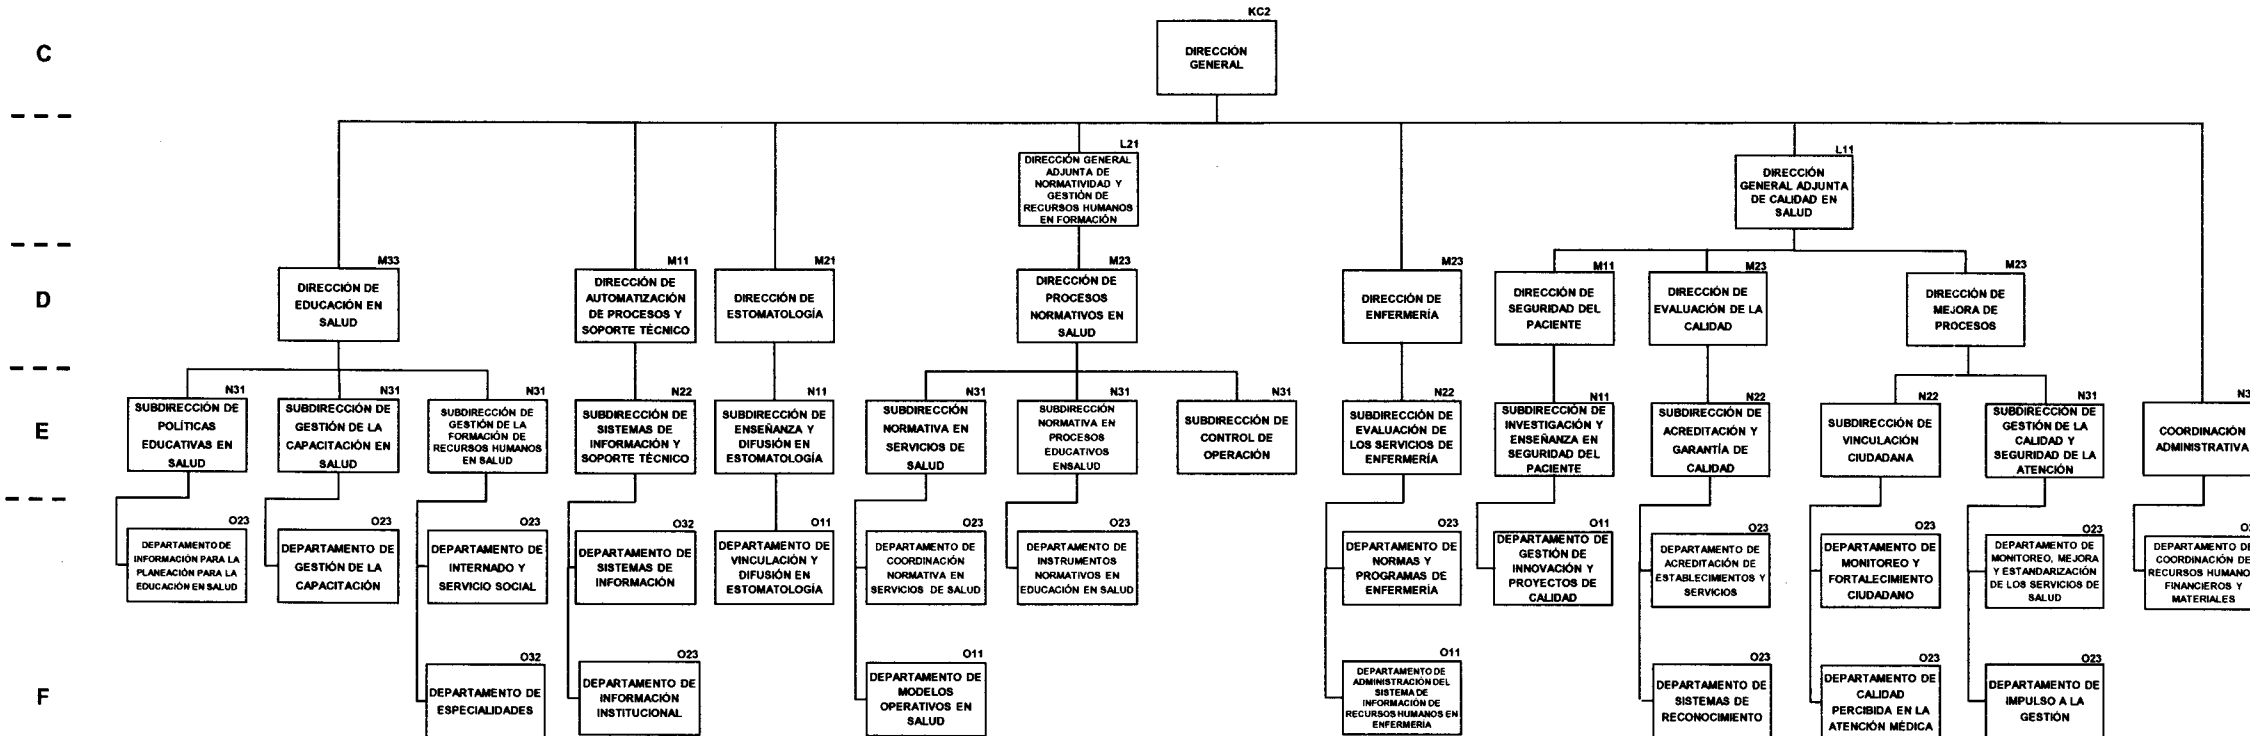 KC2
C
DIRECCIÓN
GENERAL
L21
DIRECCIÓN GENERAL
ADJUNTA DE
NORMATIVIDAD Y
GESTIÓN DE
RECURSOS HUMANOS
EN FORMACIÓN
L11
DIRECCIÓN
GENERAL ADJUNTA
DE CALIDAD EN
SALUD
D
M33
DIRECCIÓN DE
EDUCACIÓN EN
SALUD
M11
DIRECCIÓN DE
AUTOMATIZACIÓN
DE PROCESOS Y
SOPORTE TÉCNICO
M21
DIRECCIÓN DE
ESTOMATOLOGÍA
M23
DIRECCIÓN DE
PROCESOS
NORMATIVOS EN
SALUD
M23
DIRECCIÓN DE
ENFERMERÍA
M11
DIRECCIÓN DE
SEGURIDAD DEL
PACIENTE
M23
DIRECCIÓN DE
EVALUACIÓN DE LA
CALIDAD
M23
DIRECCIÓN DE
MEJORA DE
PROCESOS
E
N31
SUBDIRECCIÓN DE
POLÍTICAS
EDUCATIVAS EN
SALUD
N31
SUBDIRECCIÓN DE
GESTIÓN DE LA
CAPACITACIÓN EN
SALUD
N31
SUBDIRECCIÓN DE
GESTIÓN DE LA
FORMACIÓN DE
RECURSOS HUMANOS
EN SALUD
N22
SUBDIRECCIÓN DE
SISTEMAS DE
INFORMACIÓN Y
SOPORTE TÉCNICO
N11
SUBDIRECCIÓN DE
ENSEÑANZA Y
DIFUSIÓN EN
ESTOMATOLOGÍA
N31
SUBDIRECCIÓN
NORMATIVA EN
SERVICIOS DE
SALUD
N31
SUBDIRECCIÓN
NORMATIVA EN
PROCESOS
EDUCATIVOS
ENSALUD
N31
SUBDIRECCIÓN DE
CONTROL DE
OPERACIÓN
N22
SUBDIRECCIÓN DE
EVALUACIÓN DE
LOS SERVICIOS DE
ENFERMERÍA
N11
SUBDIRECCIÓN DE
INVESTIGACIÓN Y
ENSEÑANZA EN
SEGURIDAD DEL
PACIENTE
N22
SUBDIRECCIÓN DE
ACREDITACIÓN Y
GARANTÍA DE
CALIDAD
N22
SUBDIRECCIÓN DE
VINCULACIÓN
CIUDADANA
N31
SUBDIRECCIÓN DE
GESTIÓN DE LA
CALIDAD Y
SEGURIDAD DE LA
ATENCIÓN
COORDINACIÓN
ADMINISTRATIVA
F
O23
DEPARTAMENTO DE
INFORMACIÓN PARA LA
PLANEACIÓN PARA LA
EDUCACIÓN EN SALUD
O23
DEPARTAMENTO DE
GESTIÓN DE LA
CAPACITACIÓN
O23
DEPARTAMENTO DE
INTERNADO Y
SERVICIO SOCIAL
O32
DEPARTAMENTO DE
SISTEMAS DE
INFORMACIÓN
O11
DEPARTAMENTO DE
VINCULACIÓN Y
DIFUSIÓN EN
ESTOMATOLOGÍA
O23
DEPARTAMENTO DE
COORDINACIÓN
NORMATIVA EN
SERVICIOS DE SALUD
O23
DEPARTAMENTO DE
INSTRUMENTOS
NORMATIVOS EN
EDUCACIÓN EN SALUD
O23
DEPARTAMENTO DE
NORMAS Y
PROGRAMAS DE
ENFERMERÍA
O11
DEPARTAMENTO DE
GESTIÓN DE
INNOVACIÓN Y
PROYECTOS DE
CALIDAD
O23
DEPARTAMENTO DE
ACREDITACIÓN DE
ESTABLECIMIENTOS Y
SERVICIOS
O23
DEPARTAMENTO DE
MONITOREO Y
FORTALECIMIENTO
CIUDADANO
O23
DEPARTAMENTO DE
MONITOREO, MEJORA
Y ESTANDARIZACIÓN
DE LOS SERVICIOS DE
SALUD
DEPARTAMENTO DE
COORDINACIÓN DE
RECURSOS HUMANOS
FINANCIEROS Y
MATERIALES
O32
DEPARTAMENTO DE
ESPECIALIDADES
O23
DEPARTAMENTO DE
INFORMACIÓN
INSTITUCIONAL
O11
DEPARTAMENTO DE
MODELOS
OPERATIVOS EN
SALUD
O11
DEPARTAMENTO DE
ADMINISTRACIÓN DEL
SISTEMA DE
INFORMACIÓN DE
RECURSOS HUMANOS EN
ENFERMERÍA
O23
DEPARTAMENTO DE
SISTEMAS DE
RECONOCIMIENTO
O23
DEPARTAMENTO DE
CALIDAD
PERCIBIDA EN LA
ATENCIÓN MÉDICA
O23
DEPARTAMENTO DE
IMPULSO A LA
GESTIÓN